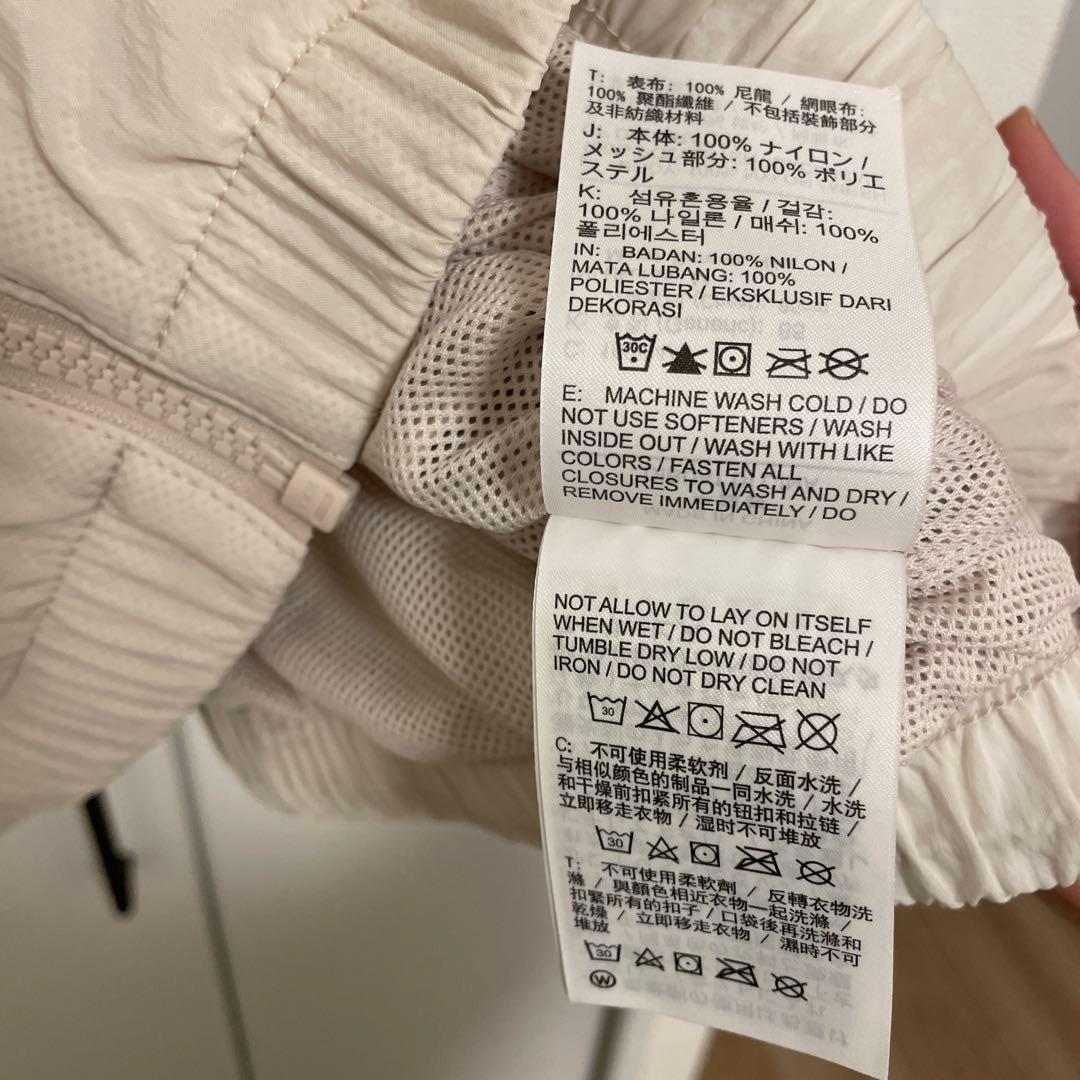 T: 表布: 100% 尼龍 / 網眼布:
100% 聚酯纖維 / 不包括裝飾部分
及非紡織材料
J: 本体: 100% ナイロン /
メッシュ部分: 100% ポリエ
ステル
K: 섬유혼용율 / 겉감:
100% 나일론 / 매쉬: 100%
폴리에스터
IN: BADAN: 100% NILON /
MATA LUBANG: 100%
POLIESTER / EKSKLUSIF DARI
DEKORASI
30C
E: MACHINE WASH COLD / DO
NOT USE SOFTENERS / WASH
INSIDE OUT / WASH WITH LIKE
COLORS / FASTEN ALL
CLOSURES TO WASH AND DRY /
REMOVE IMMEDIATELY / DO
NOT ALLOW TO LAY ON ITSELF
WHEN WET / DO NOT BLEACH /
TUMBLE DRY LOW / DO NOT
IRON / DO NOT DRY CLEAN
30
C: 不可使用柔软剂 / 反面水洗 /
与相似颜色的制品一同水洗 / 水洗
和干燥前扣紧所有的钮扣和拉链 /
立即移走衣物 / 湿时不可堆放
30
T: 不可使用柔軟劑 / 反轉衣物洗
滌 / 與顏色相近衣物一起洗滌 /
扣緊所有的扣子 / 口袋後再洗滌和
乾燥 / 立即移走衣物 / 濕時不可
堆放
30
W